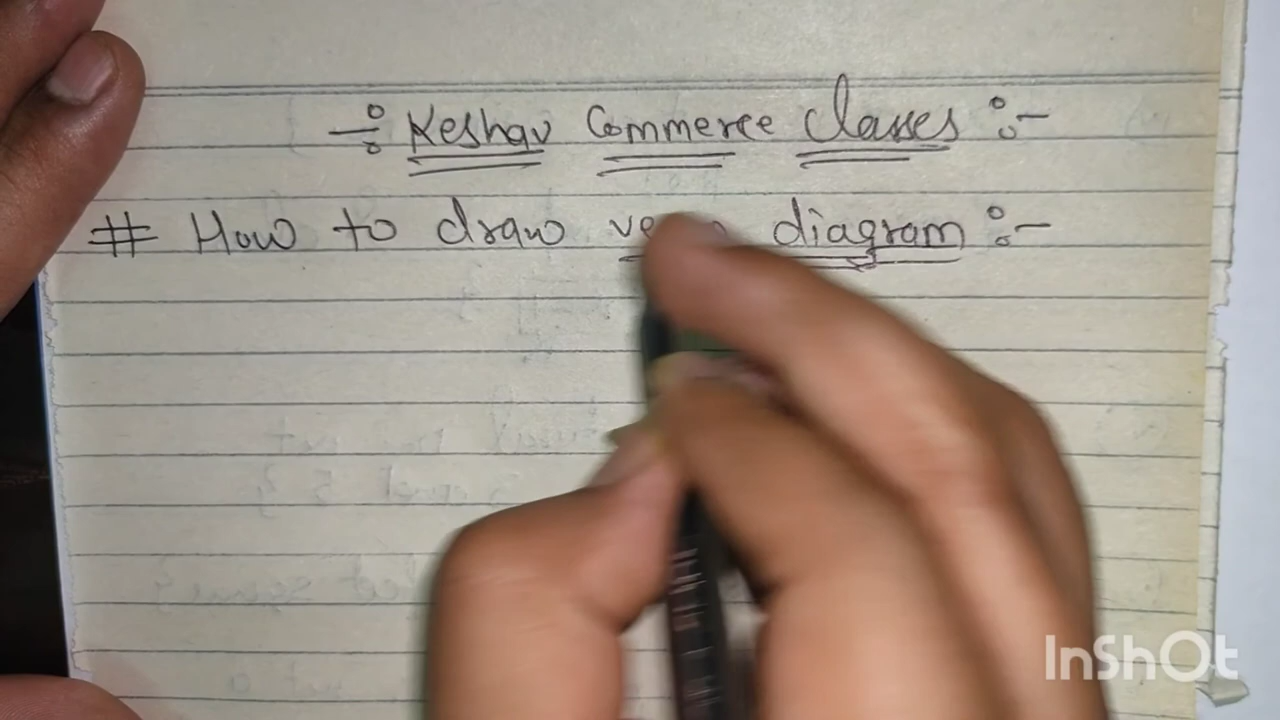 ÷ Keshav Commerce Classes :-
# How to draw diagram :-
InShOt